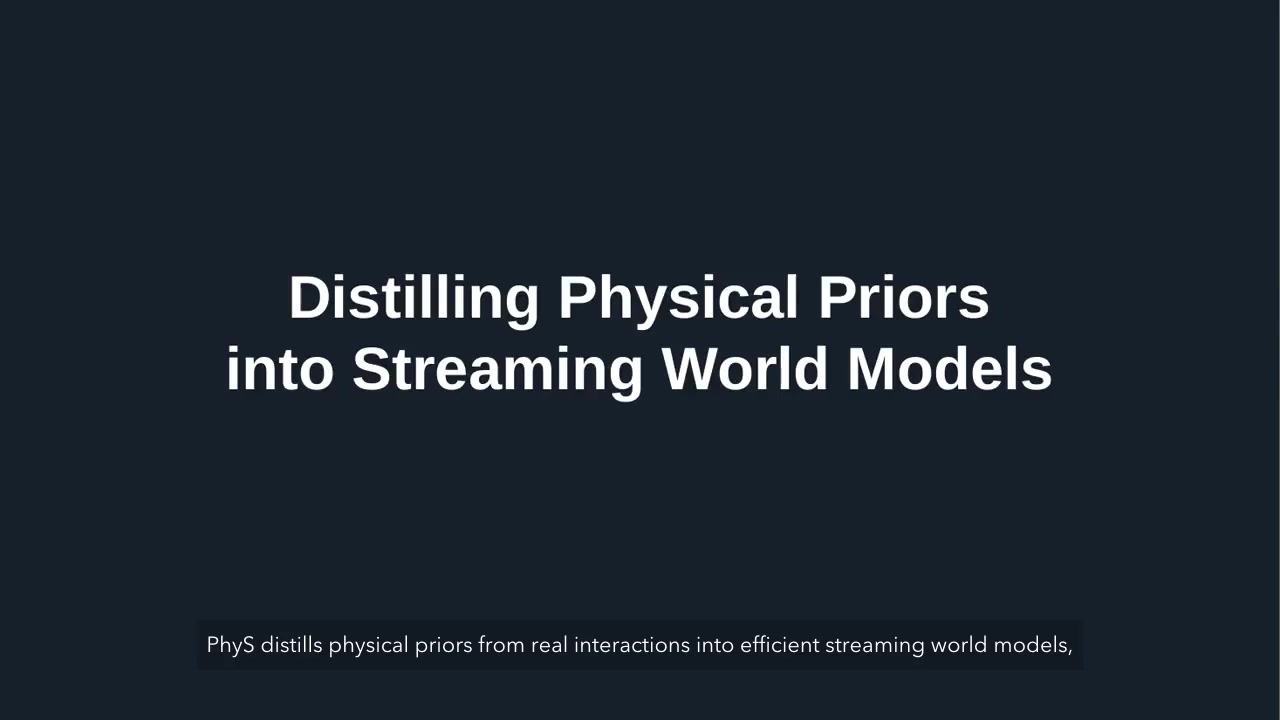 Distilling Physical Priors
into Streaming World Models
PhyS distills physical priors from real interactions into efficient streaming world models,